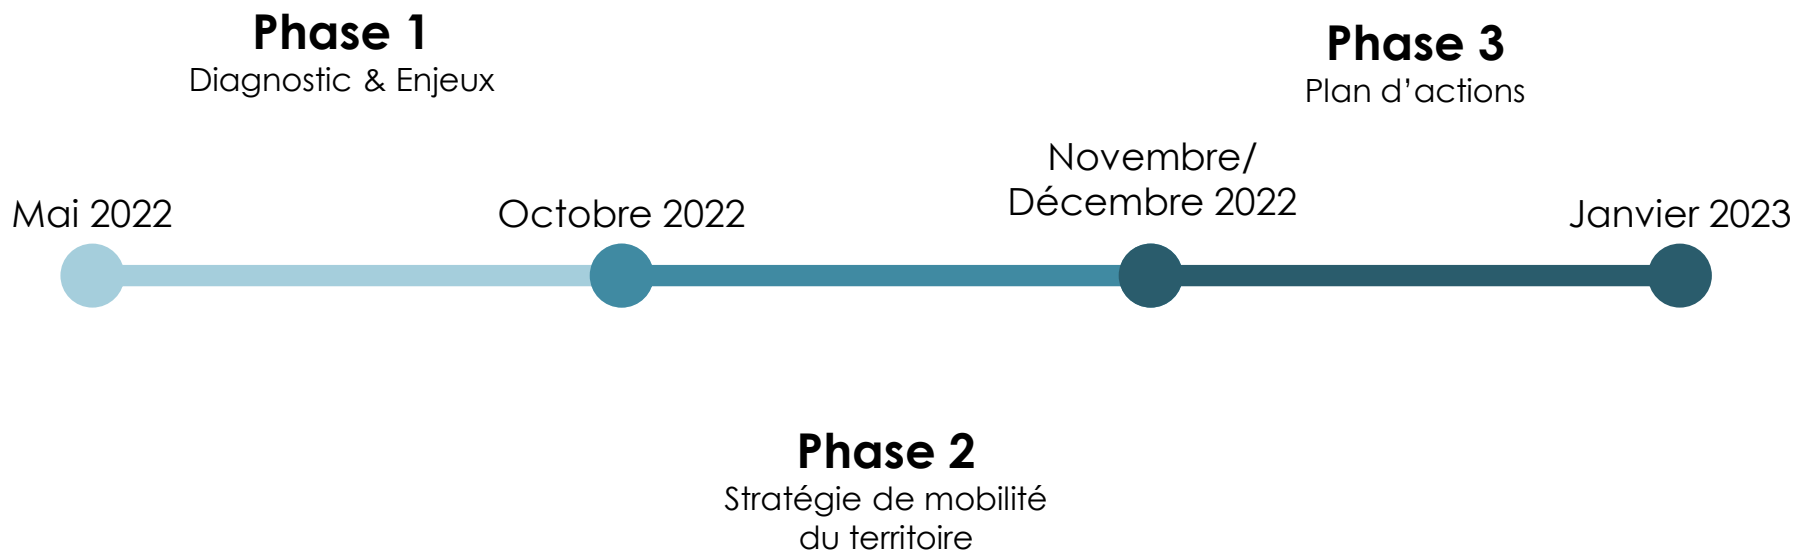 Phase 1
Diagnostic & Enjeux
Phase 3
Plan d’actions
Mai 2022
Octobre 2022
Novembre/
Décembre 2022
Janvier 2023
Phase 2
Stratégie de mobilité
du territoire